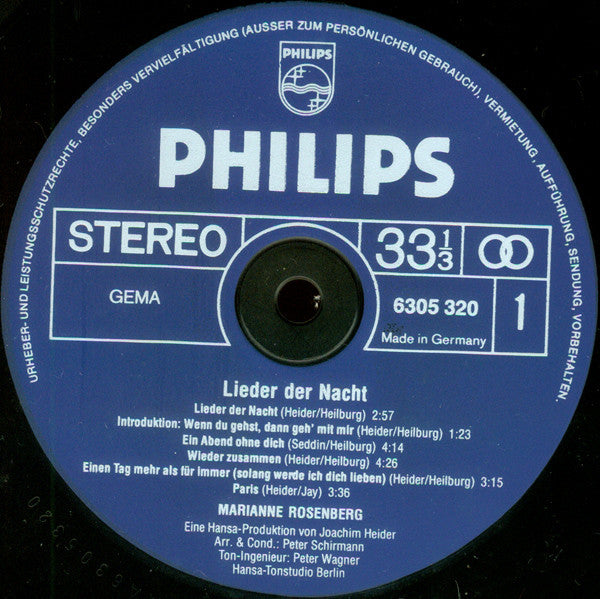 URHEBER- UND LEISTUNGSSCHUTZRECHTE, BESONDERS VERVIELFÄLTIGUNG (AUSSER ZUM PERSÖNLICHEN GEBRAUCH), VERMIETUNG, AUFFÜHRUNG, SENDUNG, VORBEHALTEN.
PHILIPS
PHILIPS
STEREO
33 1/3
GEMA
6305 320
1
Made in Germany
Lieder der Nacht
Lieder der Nacht (Heider/Heilburg) 2:57
Introduktion: Wenn du gehst, dann geh' mit mir (Heider/Heilburg) 1:23
Ein Abend ohne dich (Seddin/Heilburg) 4:14
Wieder zusammen (Heider/Heilburg) 4:26
Einen Tag mehr als für immer (solang werde ich dich lieben) (Heider/Heilburg) 3:15
Paris (Heider/Jay) 3:36
MARIANNE ROSENBERG
Eine Hansa-Produktion von Joachim Heider
Arr. & Cond.: Peter Schirmann
Ton-Ingenieur: Peter Wagner
Hansa-Tonstudio Berlin